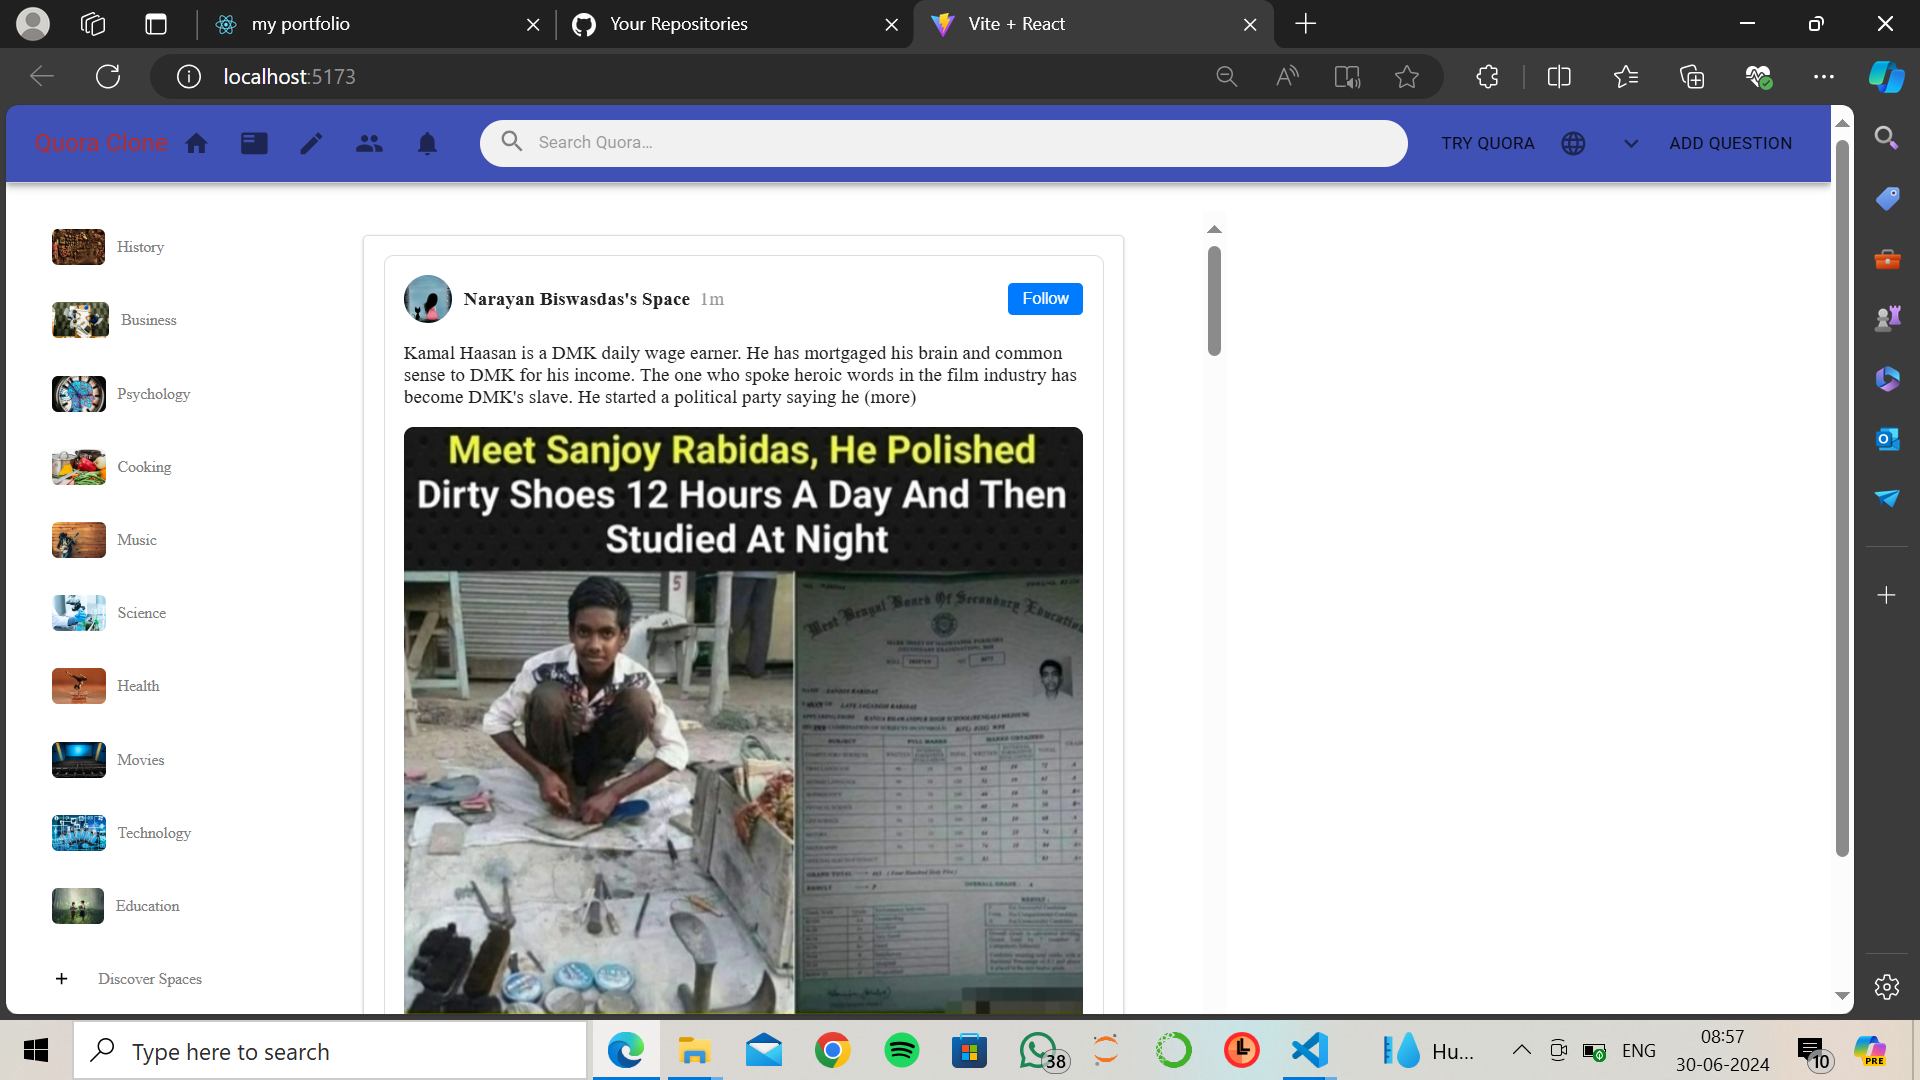 my portfolio
Your Repositories
Vite + React
localhost:5173
Quora Clone
Search Quora...
TRY QUORA
ADD QUESTION
History
Business
Psychology
Cooking
Music
Science
Health
Movies
Technology
Education
+ Discover Spaces
Narayan Biswasdas's Space 1m
Follow
Kamal Haasan is a DMK daily wage earner. He has mortgaged his brain and common
sense to DMK for his income. The one who spoke heroic words in the film industry has
become DMK's slave. He started a political party saying he (more)
Meet Sanjoy Rabidas, He Polished
Dirty Shoes 12 Hours A Day And Then
Studied At Night
5
West Bengal Board Of Secondary Education
Type here to search
38
Hu...
ENG
08:57
30-06-2024
10
PRE